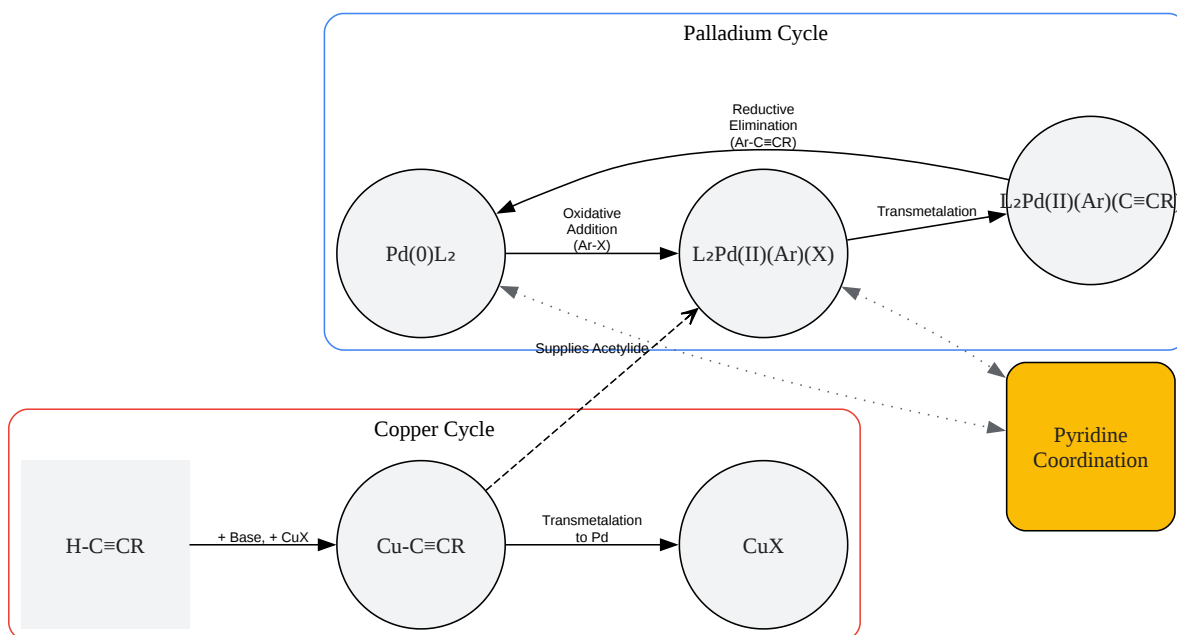 Palladium Cycle
Reductive
Elimination
(Ar-C≡CR)
Oxidative
Addition
(Ar-X)
Transmetalation
Pd(0)L₂
L₂Pd(II)(Ar)(X)
L₂Pd(II)(Ar)(C≡CR)
Supplies Acetylide
Pyridine
Coordination
Copper Cycle
H-C≡CR
+ Base, + CuX
Cu-C≡CR
Transmetalation
to Pd
CuX